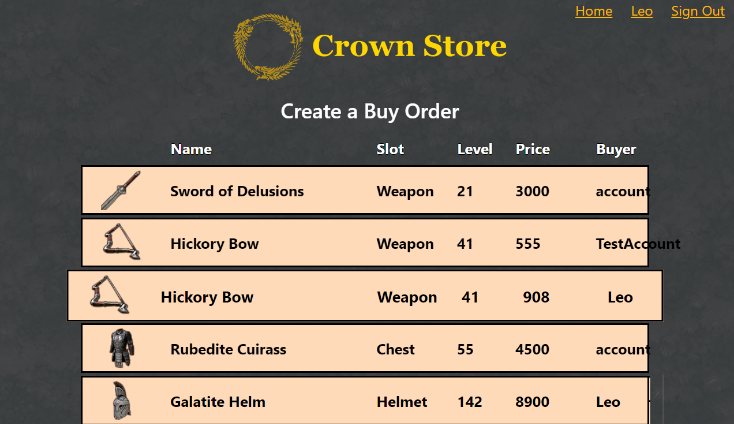 Home Leo Sign Out
Crown Store
Create a Buy Order
Name Slot Level Price Buyer
Sword of Delusions Weapon 21 3000 account
Hickory Bow Weapon 41 555 TestAccount
Hickory Bow Weapon 41 908 Leo
Rubedite Cuirass Chest 55 4500 account
Galatite Helm Helmet 142 8900 Leo